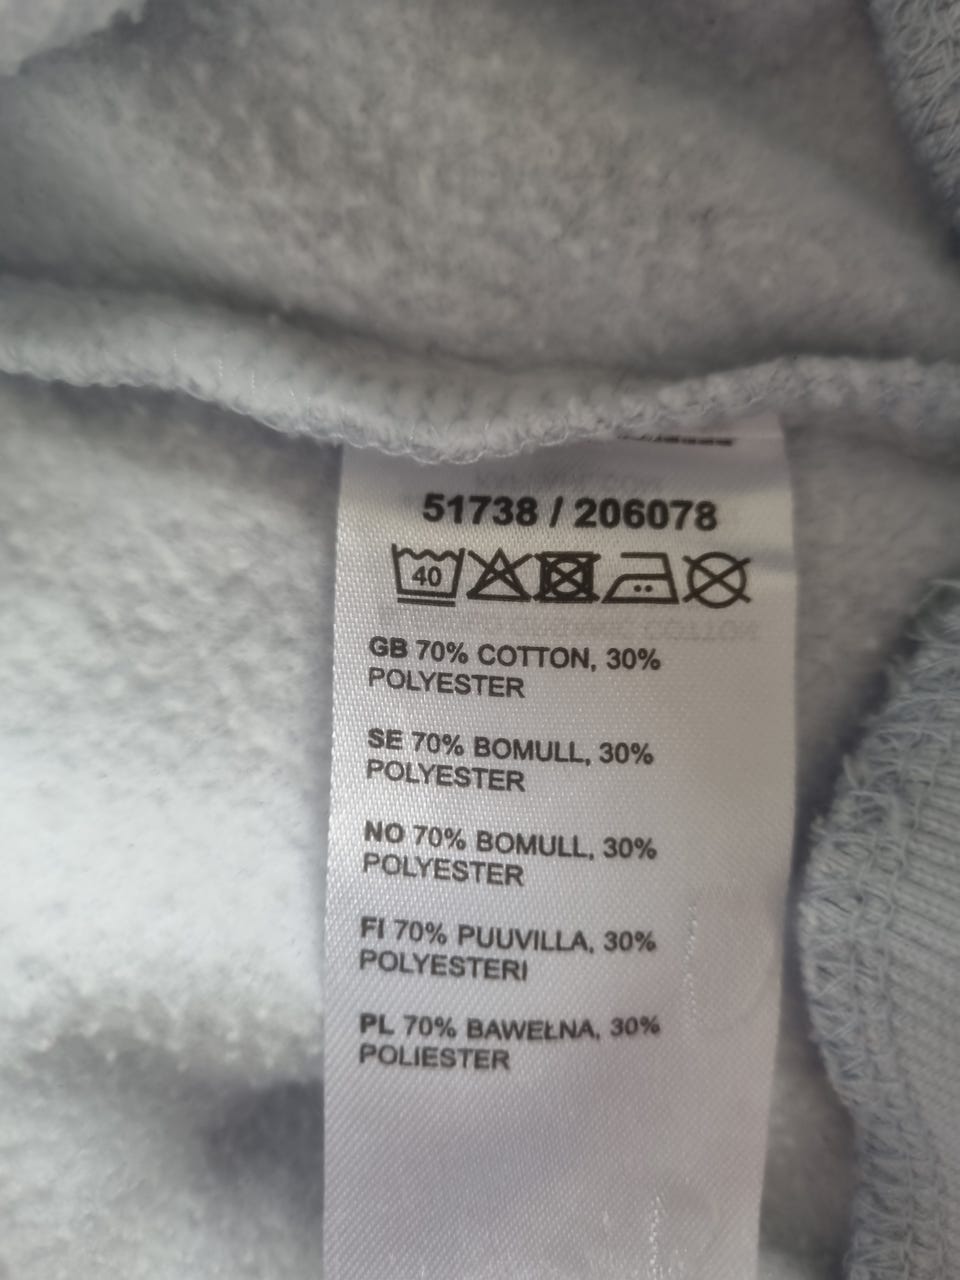 51738 / 206078
40
GB 70% COTTON, 30%
POLYESTER
SE 70% BOMULL, 30%
POLYESTER
NO 70% BOMULL, 30%
POLYESTER
FI 70% PUUVILLA, 30%
POLYESTERI
PL 70% BAWEŁNA, 30%
POLIESTER